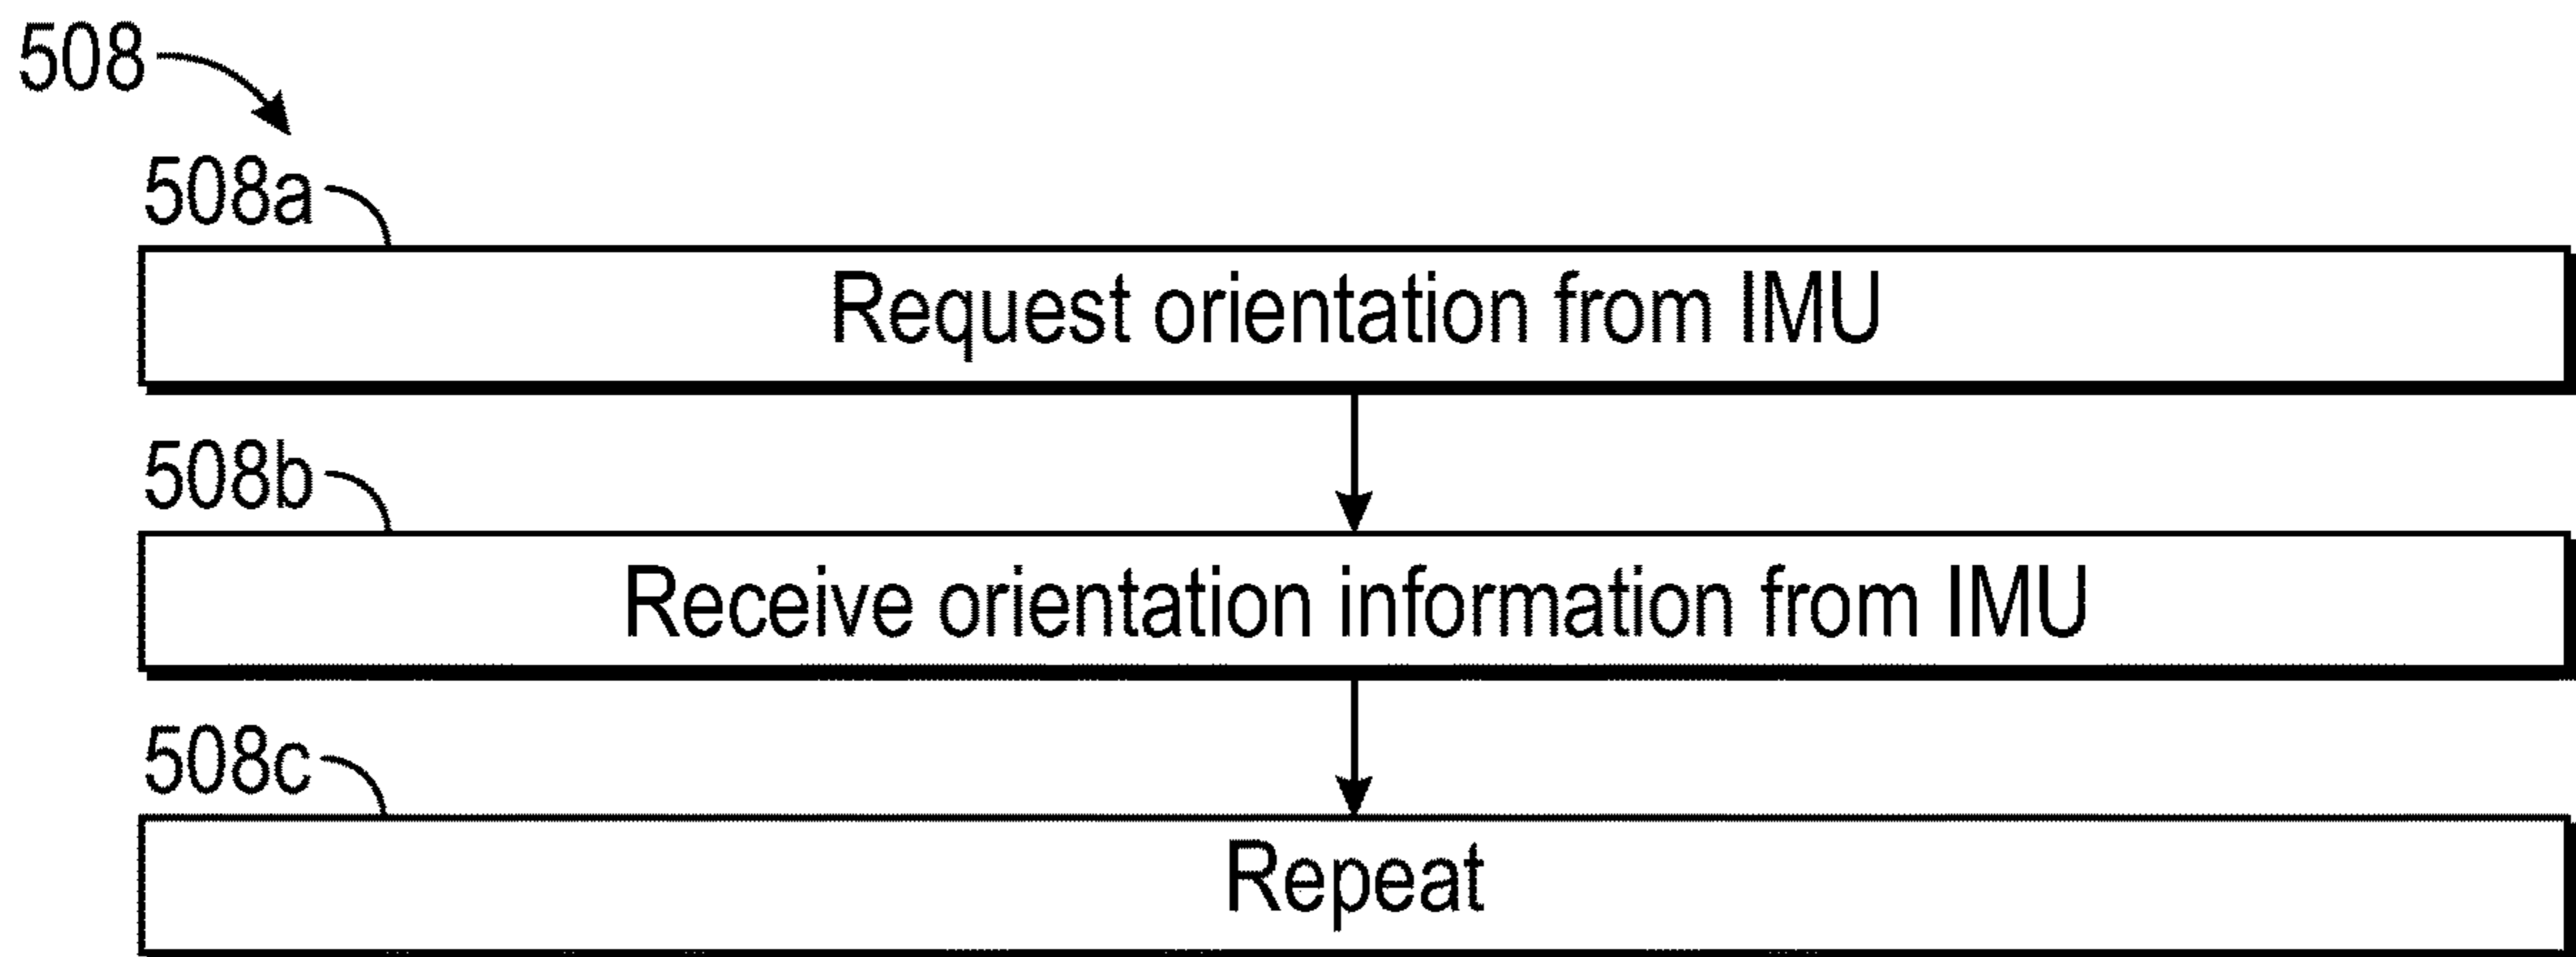 508
508a
Request orientation from IMU
508b
Receive orientation information from IMU
508c
Repeat